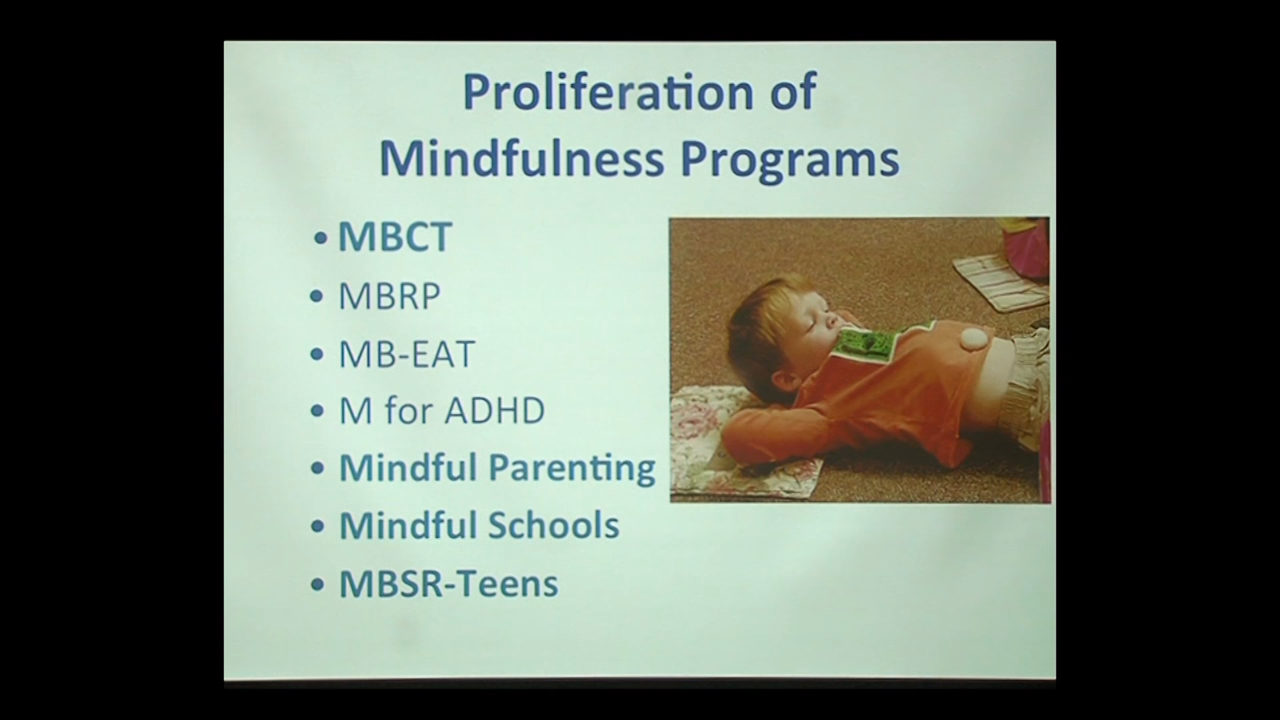 Proliferation of
Mindfulness Programs
• MBCT
• MBRP
• MB-EAT
• M for ADHD
• Mindful Parenting
• Mindful Schools
• MBSR-Teens